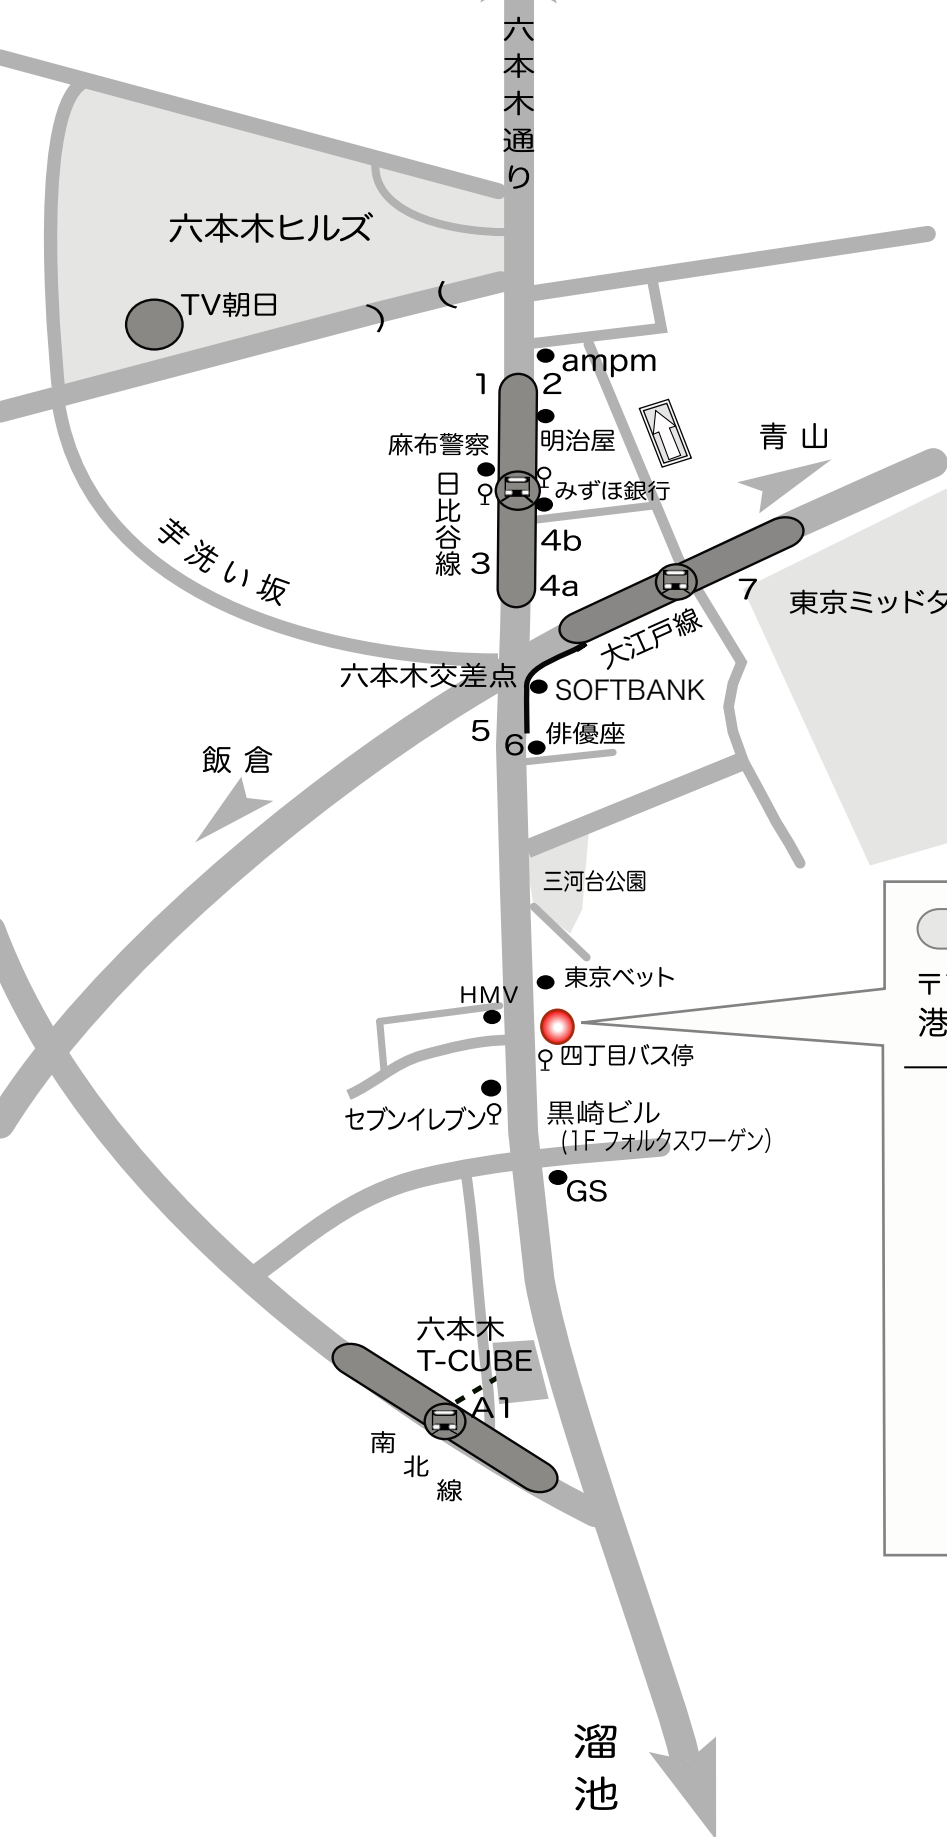 六本木通り
六本木ヒルズ
TV朝日
ampm
1
2
麻布警察
明治屋
青山
日比谷線
みずほ銀行
芋洗い坂
3
4b
4a
7
東京ミッドタ
大江戸線
六本木交差点
SOFTBANK
5
6
俳優座
飯倉
三河台公園
東京ベット
HMV
〒
港
四丁目バス停
セブンイレブン
黒崎ビル
(1F フォルクスワーゲン)
GS
六本木
T-CUBE
A1
南北線
溜池